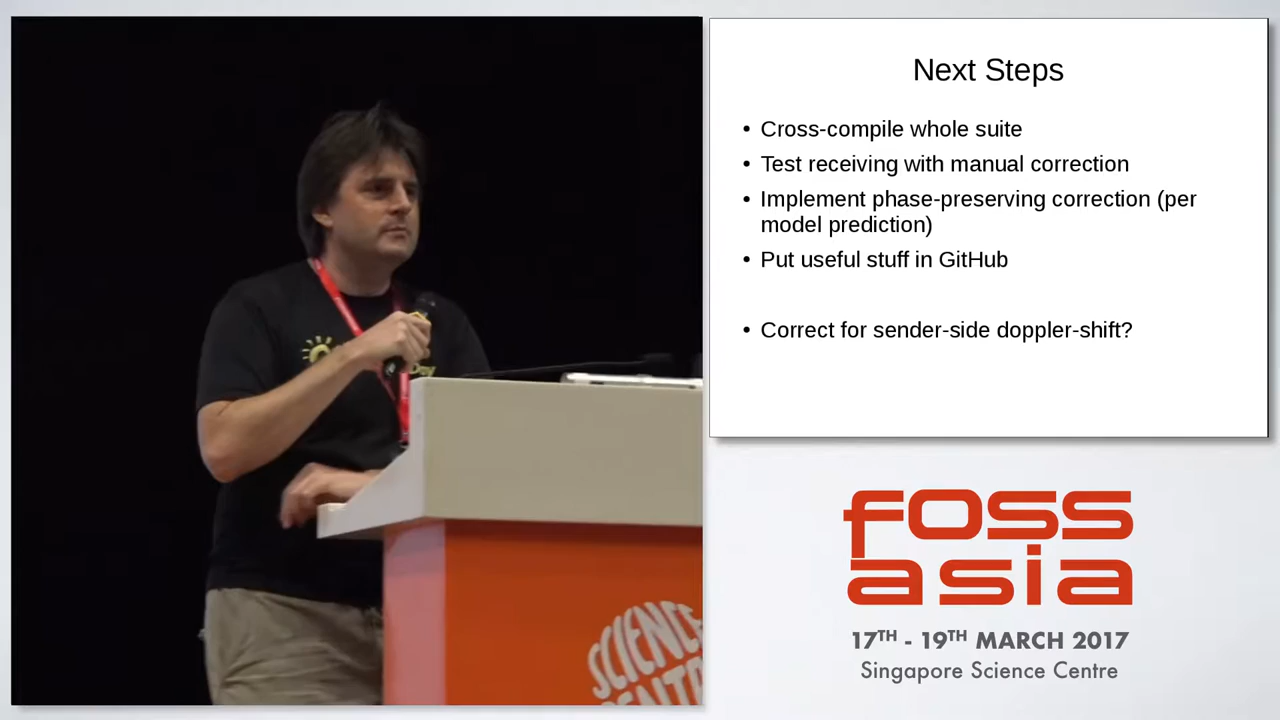 Next Steps
• Cross-compile whole suite
• Test receiving with manual correction
• Implement phase-preserving correction (per
model prediction)
• Put useful stuff in GitHub
• Correct for sender-side doppler-shift?
foss
asia
17TH - 19TH MARCH 2017
Singapore Science Centre
SCIENCE